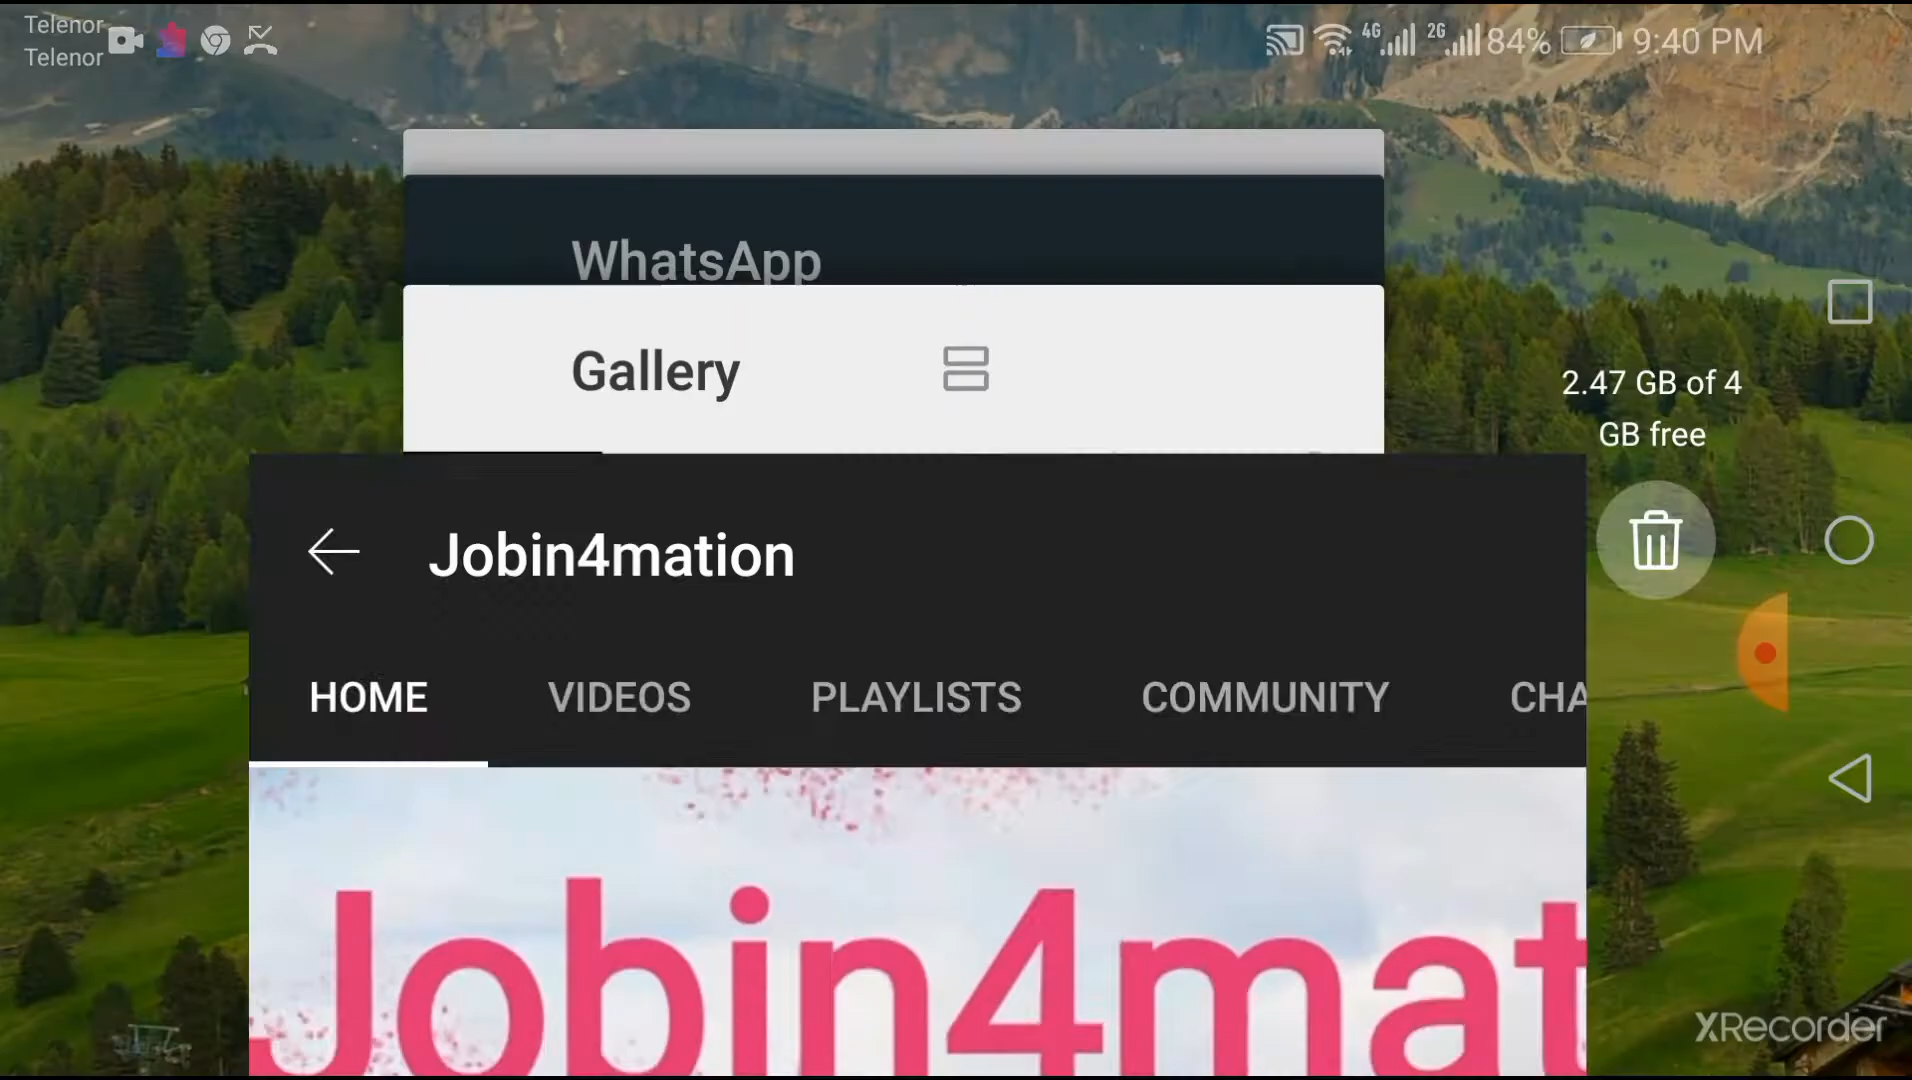 Telenor
Telenor
4G 2G 84% 9:40 PM
WhatsApp
Gallery
2.47 GB of 4
GB free
Jobin4mation
HOME VIDEOS PLAYLISTS COMMUNITY CHA
Jobin4mat
XRecorder